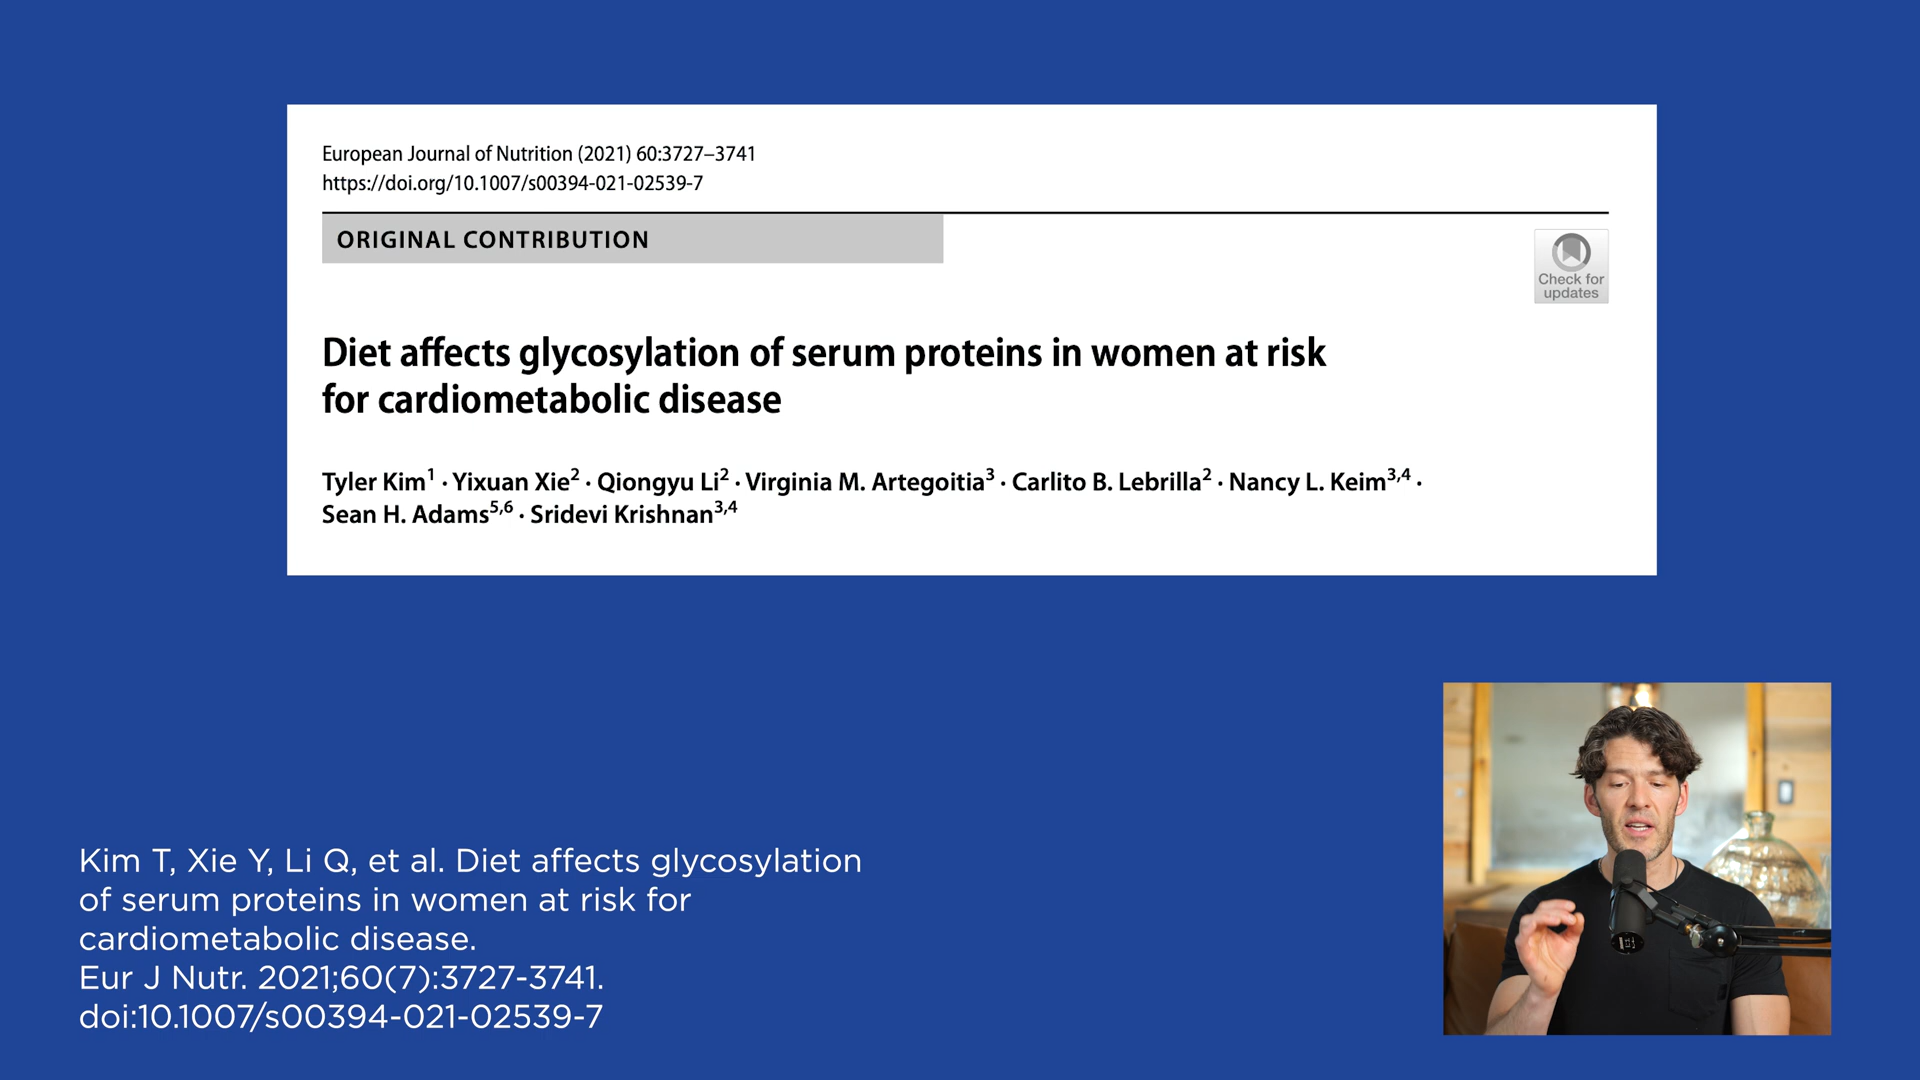 European Journal of Nutrition (2021) 60:3727–3741
https://doi.org/10.1007/s00394-021-02539-7
ORIGINAL CONTRIBUTION
Check for
updates
Diet affects glycosylation of serum proteins in women at risk
for cardiometabolic disease
Tyler Kim1 · Yixuan Xie2 · Qiongyu Li2 · Virginia M. Artegoitia3 · Carlito B. Lebrilla2 · Nancy L. Keim3,4 ·
Sean H. Adams5,6 · Sridevi Krishnan3,4
Kim T, Xie Y, Li Q, et al. Diet affects glycosylation
of serum proteins in women at risk for
cardiometabolic disease.
Eur J Nutr. 2021;60(7):3727-3741.
doi:10.1007/s00394-021-02539-7